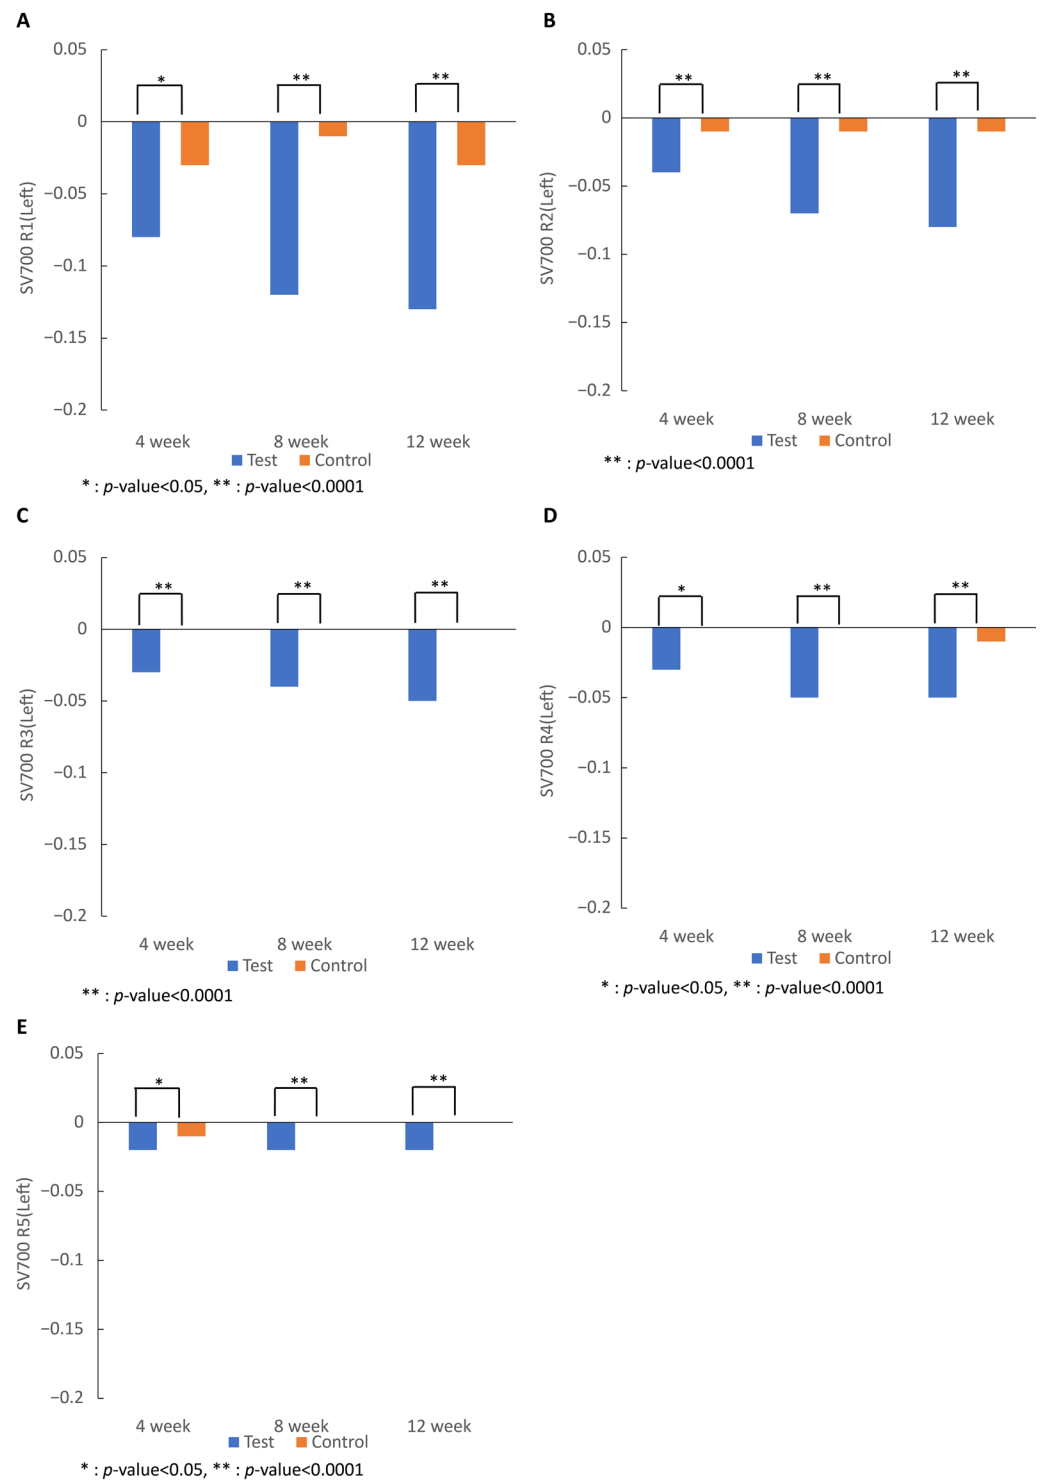 A
0.05
0
−0.05
−0.1
−0.15
−0.2
SV700 R1(Left)
* ** **
4 week 8 week 12 week
Test Control
* : p-value<0.05, ** : p-value<0.0001
B
0.05
0
−0.05
−0.1
−0.15
−0.2
SV700 R2(Left)
** ** **
4 week 8 week 12 week
Test Control
** : p-value<0.0001
C
0.05
0
−0.05
−0.1
−0.15
−0.2
SV700 R3(Left)
** ** **
4 week 8 week 12 week
Test Control
** : p-value<0.0001
D
0.05
0
−0.05
−0.1
−0.15
−0.2
SV700 R4(Left)
* ** **
4 week 8 week 12 week
Test Control
* : p-value<0.05, ** : p-value<0.0001
E
0.05
0
−0.05
−0.1
−0.15
−0.2
SV700 R5(Left)
* ** **
4 week 8 week 12 week
Test Control
* : p-value<0.05, ** : p-value<0.0001